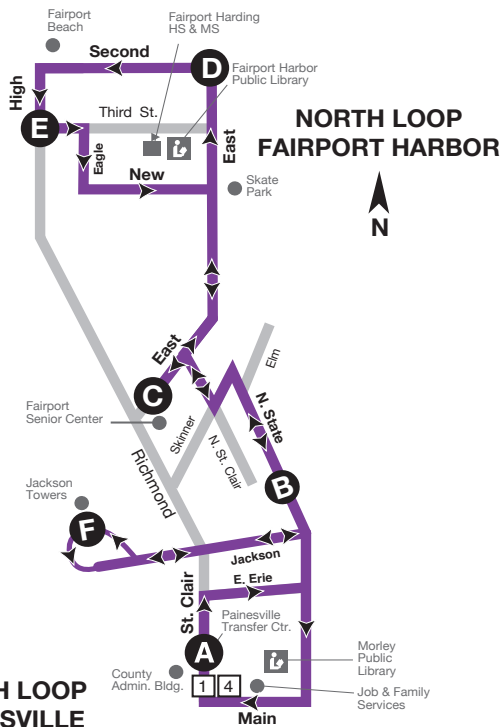 Fairport
Beach
Fairport Harding
HS & MS
Second
D
Fairport Harbor
Public Library
High
Third St.
E
East
NORTH LOOP
FAIRPORT HARBOR
Eagle
New
Skate
Park
N
East
Elm
C
Fairport
Senior Center
Skinner
N. St. Clair
N. State
Richmond
B
Jackson
Towers
F
Jackson
E. Erie
St. Clair
Painesville
Transfer Ctr.
A
Morley
Public
Library
County
Admin. Bldg.
1 4
Job & Family
Services
H LOOP
SVILLE
Main